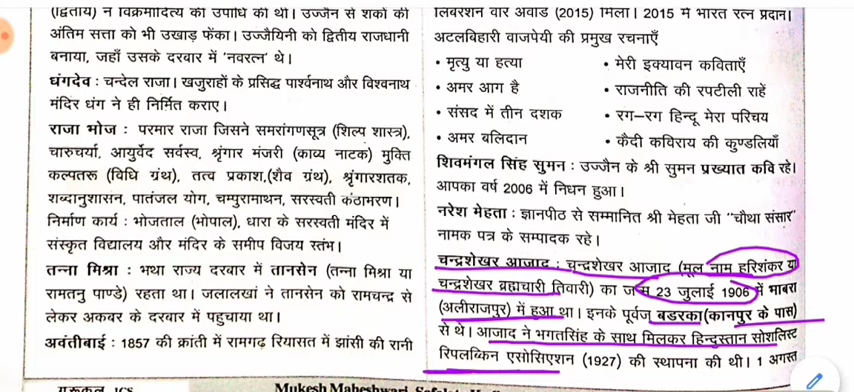 (द्वितीय) ने विक्रमादित्य की उपाधि की थी। उज्जैन से शकों की
अंतिम सत्ता को भी उखाड़ फेंका। उज्जैयिनी को द्वितीय राजधानी
बनाया, जहाँ उसके दरबार में 'नवरत्न' थे।
धंगदेव : चन्देल राजा। खजुराहों के प्रसिद्ध पार्श्वनाथ और विश्वनाथ
मंदिर धंग ने ही निर्मित कराए।
राजा भोज : परमार राजा जिसने समरांगणसूत्र (शिल्प शास्त्र),
चारुचर्या, आयुर्वेद सर्वस्व, श्रृंगार मंजरी (काव्य नाटक) मुक्ति
कल्पतरू (विधि ग्रंथ), तत्व प्रकाश,(शैव ग्रंथ), श्रृंगारशतक,
शब्दानुशासन, पातंजल योग, चम्पुरामाथन, सरस्वती कंठाभरण।
निर्माण कार्य : भोजताल (भोपाल), धारा के सरस्वती मंदिर में
संस्कृत विद्यालय और मंदिर के समीप विजय स्तंभ।
तन्ना मिश्रा : भथा राज्य दरबार में तानसेन (तन्ना मिश्रा या
रामतनु पाण्डे) रहता था। जलालखां ने तानसेन को रामचन्द्र से
लेकर अकबर के दरबार में पहुचाया था।
अवंतीबाई : 1857 की क्रांती में रामगढ़ रियासत में झांसी की रानी
लिबरेशन वार अवार्ड (2015) मिला। 2015 में भारत रत्न प्रदान।
अटलबिहारी वाजपेयी की प्रमुख रचनाएँ
• मृत्यु या हत्या • मेरी इक्यावन कविताएँ
• अमर आग है • राजनीति की रपटीली राहें
• संसद में तीन दशक • रग–रग हिन्दू मेरा परिचय
• अमर बलिदान • कैदी कविराय की कुण्डलियाँ
शिवमंगल सिंह सुमन : उज्जैन के श्री सुमन प्रख्यात कवि रहे।
आपका वर्ष 2006 में निधन हुआ।
नरेश मेहता : ज्ञानपीठ से सम्मानित श्री मेहता जी "चौथा संसार"
नामक पत्र के सम्पादक रहे।
चन्द्रशेखर आजाद : चन्द्रशेखर आजाद (मूल नाम हरिशंकर या
चन्द्रशेखर ब्रह्मचारी तिवारी) का जन्म 23 जुलाई 1906 में भाबरा
(अलीराजपुर) में हुआ था। इनके पूर्वज बडरका(कानपुर के पास)
से थे। आजाद ने भगतसिंह के साथ मिलकर हिन्दुस्तान सोशलिस्ट
रिपलब्किन एसोसिएशन (1927) की स्थापना की थी। 1 अगस्त
गुरूकुल ICS
Mukesh Maheshwari